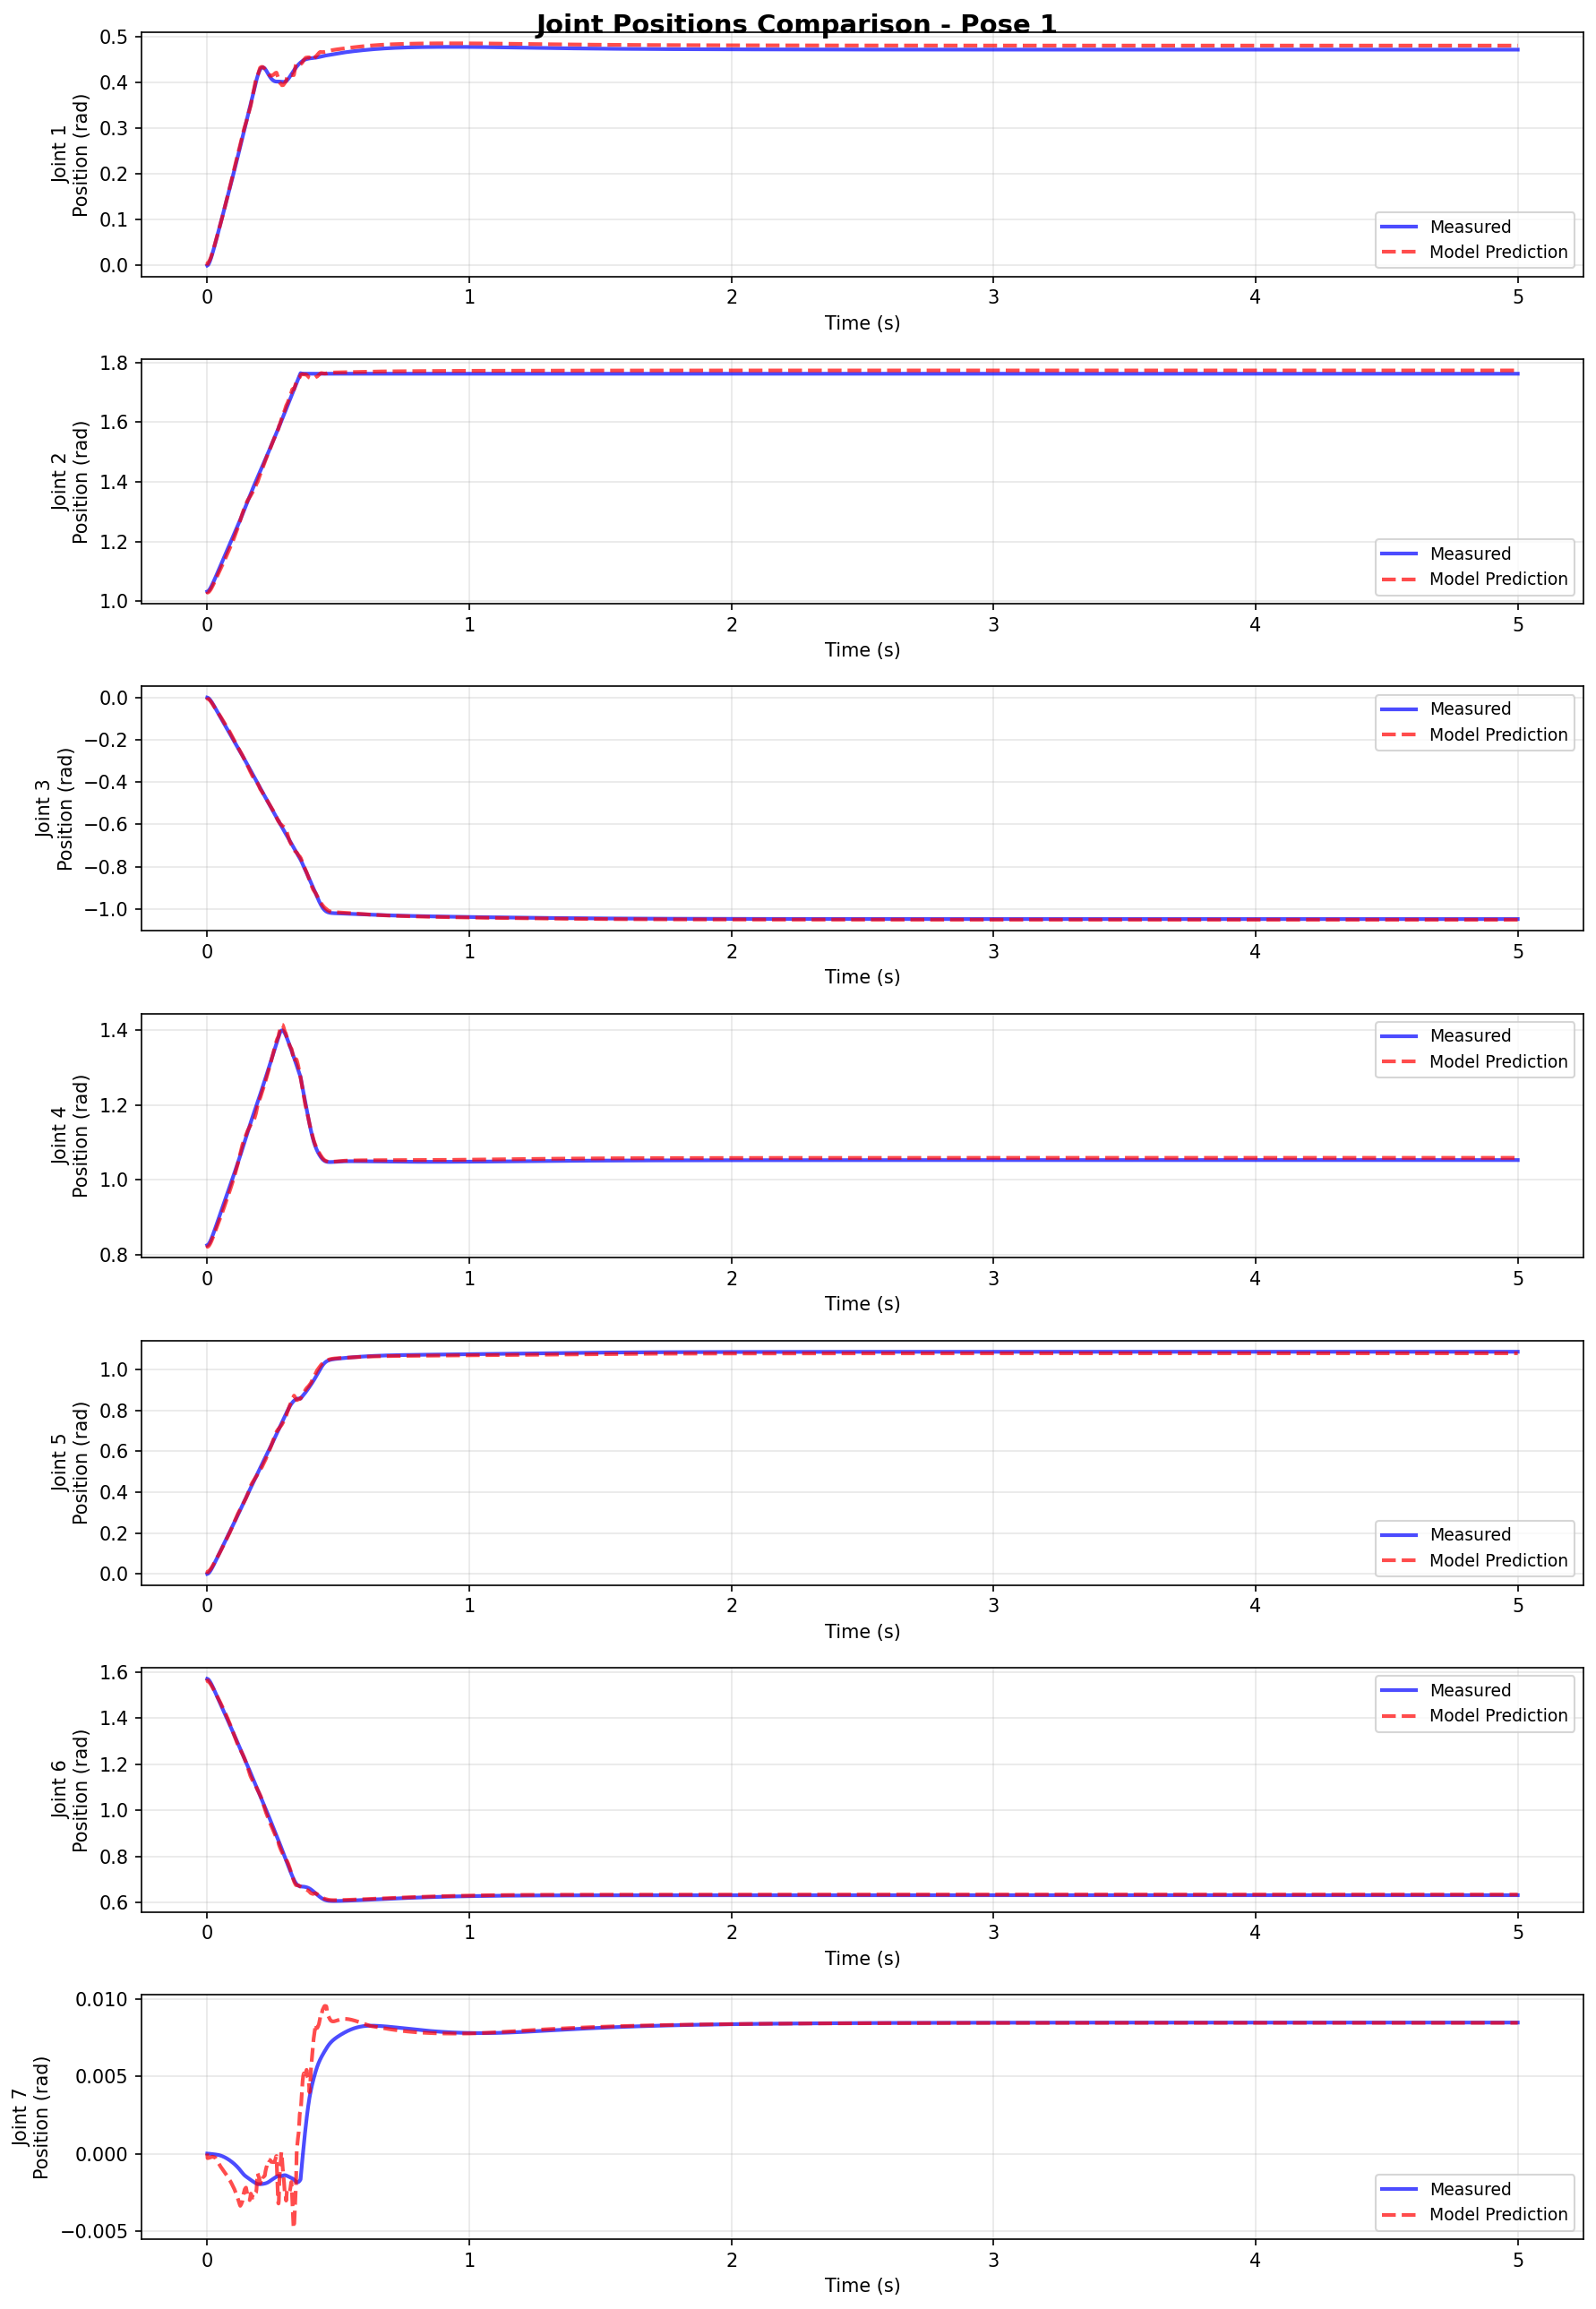 Joint Positions Comparison - Pose 1
0.5
0.4
0.3
0.2
0.1
0.0
Joint 1
Position (rad)
Measured
Model Prediction
0 1 2 3 4 5
Time (s)
1.8
1.6
1.4
1.2
1.0
Joint 2
Position (rad)
Measured
Model Prediction
0 1 2 3 4 5
Time (s)
0.0
−0.2
−0.4
−0.6
−0.8
−1.0
Joint 3
Position (rad)
Measured
Model Prediction
0 1 2 3 4 5
Time (s)
1.4
1.2
1.0
0.8
Joint 4
Position (rad)
Measured
Model Prediction
0 1 2 3 4 5
Time (s)
1.0
0.8
0.6
0.4
0.2
0.0
Joint 5
Position (rad)
Measured
Model Prediction
0 1 2 3 4 5
Time (s)
1.6
1.4
1.2
1.0
0.8
0.6
Joint 6
Position (rad)
Measured
Model Prediction
0 1 2 3 4 5
Time (s)
0.010
0.005
0.000
−0.005
Joint 7
Position (rad)
Measured
Model Prediction
0 1 2 3 4 5
Time (s)